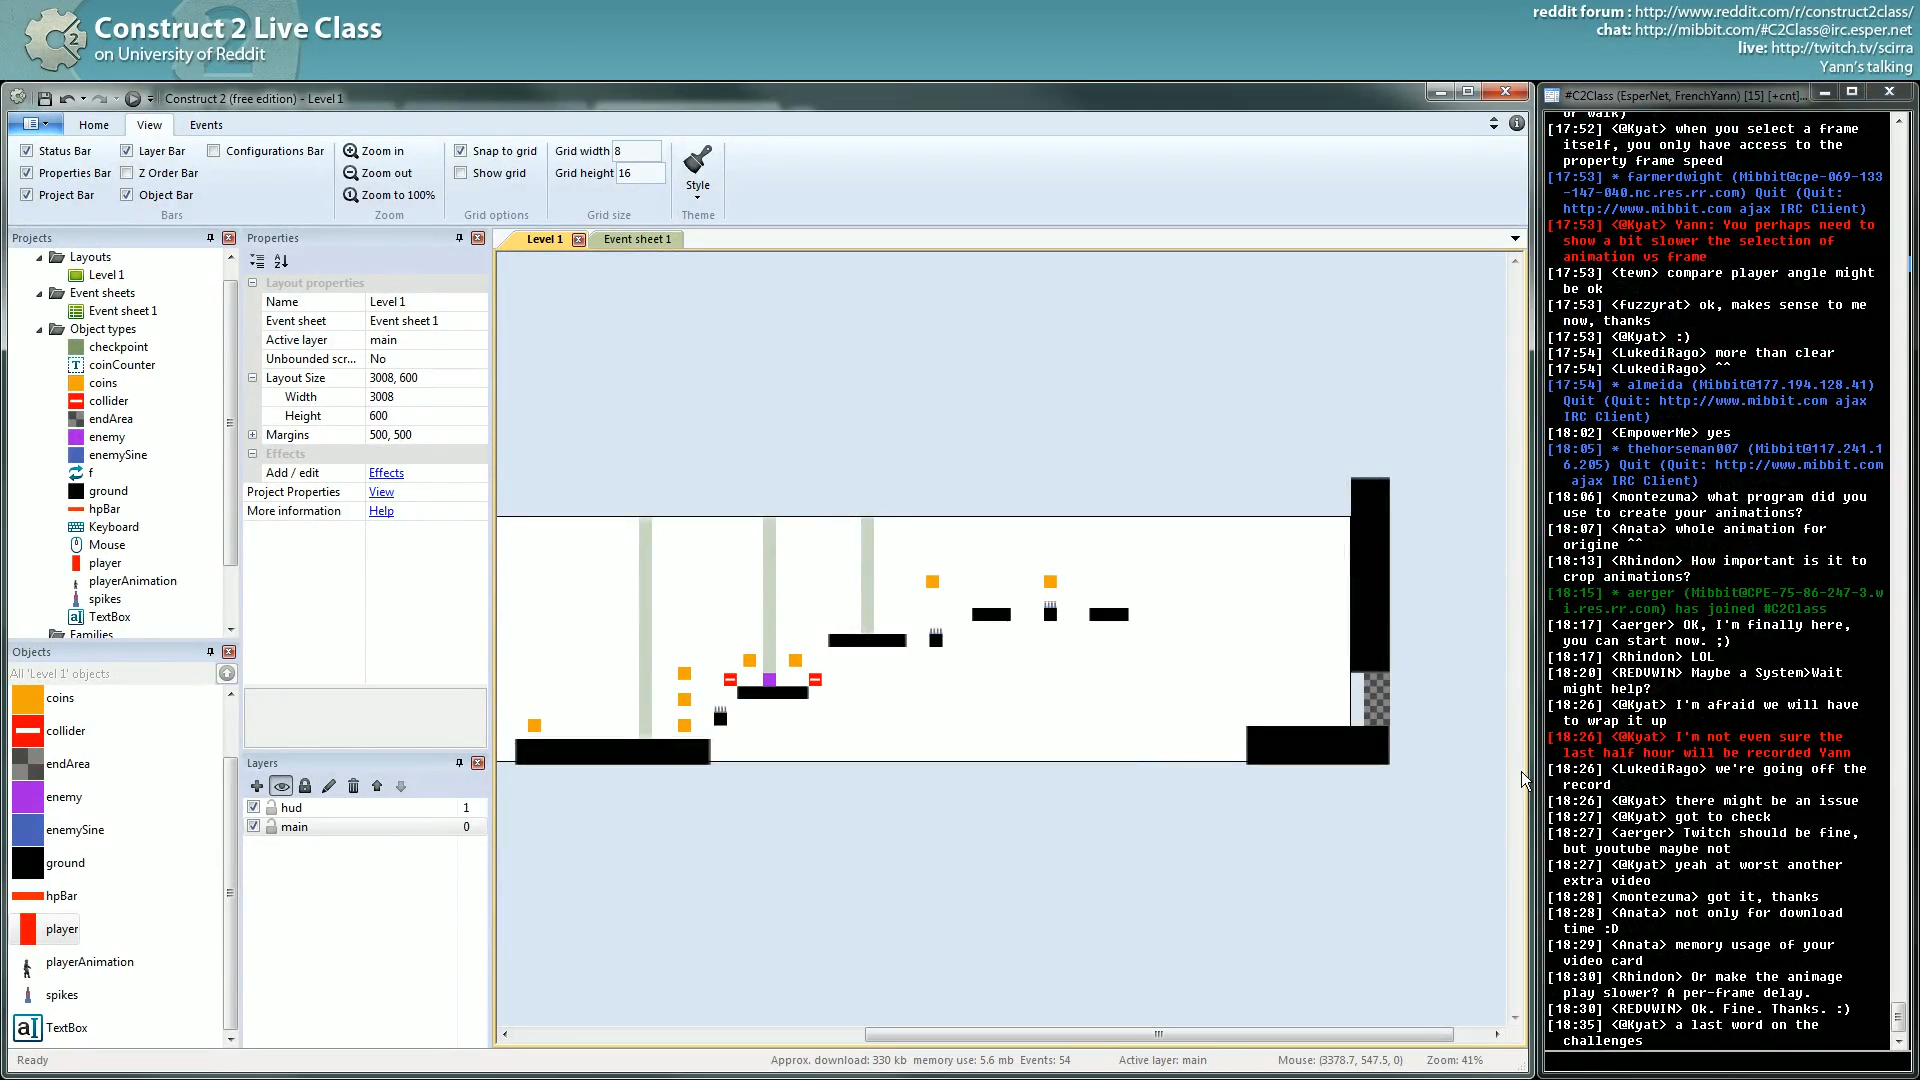 Construct 2 Live Class
on University of Reddit
reddit forum : http://www.reddit.com/r/construct2class/
chat: http://mibbit.com/#C2Class@irc.esper.net
live: http://twitch.tv/scirra
Yann's talking
Construct 2 (free edition) - Level 1
Home View Events
Status Bar Layer Bar Configurations Bar
Properties Bar Z Order Bar
Project Bar Object Bar
Bars
Zoom in
Zoom out
Zoom to 100%
Zoom
Snap to grid
Show grid
Grid options
Grid width 8
Grid height 16
Grid size
Style
Theme
Projects
Layouts
Level 1
Event sheets
Event sheet 1
Object types
checkpoint
coinCounter
coins
collider
endArea
enemy
enemySine
f
ground
hpBar
Keyboard
Mouse
player
playerAnimation
spikes
TextBox
Families
Properties
Layout properties
Name Level 1
Event sheet Event sheet 1
Active layer main
Unbounded scr... No
Layout Size 3008, 600
Width 3008
Height 600
Margins 500, 500
Effects
Add / edit Effects
Project Properties View
More information Help
Level 1 Event sheet 1
Objects
All 'Level 1' objects
coins
collider
endArea
enemy
enemySine
ground
hpBar
player
playerAnimation
spikes
TextBox
Layers
hud 1
main 0
Ready
Approx. download: 330 kb memory use: 5.6 mb Events: 54 Active layer: main Mouse: (3378.7, 547.5, 0) Zoom: 41%
#C2Class (EsperNet, FrenchYann) [15] [+cnt]...
or walk)
[17:52] <@Kyat> when you select a frame
itself, you only have access to the
property frame speed
[17:53] * farmerdwight (Mibbit@cpe-069-133
-147-040.nc.res.rr.com) Quit (Quit:
http://www.mibbit.com ajax IRC Client)
[17:53] <@Kyat> Yann: You perhaps need to
show a bit slower the selection of
animation vs frame
[17:53] <tewn> compare player angle might
be ok
[17:53] <fuzzyrat> ok, makes sense to me
now, thanks
[17:53] <@Kyat> :)
[17:54] <LukediRago> more than clear
[17:54] <LukediRago> ^^
[17:54] * almeida (Mibbit@177.194.128.41)
Quit (Quit: http://www.mibbit.com ajax
IRC Client)
[18:02] <EmpowerMe> yes
[18:05] * thehorseman007 (Mibbit@117.241.1
6.205) Quit (Quit: http://www.mibbit.com
ajax IRC Client)
[18:06] <montezuma> what program did you
use to create your animations?
[18:07] <Anata> whole animation for
origine ^^
[18:13] <Rhindon> How important is it to
crop animations?
[18:15] * aerger (Mibbit@CPE-75-86-247-3.w
i.res.rr.com) has joined #C2Class
[18:17] <aerger> OK, I'm finally here,
you can start now. ;)
[18:17] <Rhindon> LOL
[18:20] <REDVWIN> Maybe a System>Wait
might help?
[18:26] <@Kyat> I'm afraid we will have
to wrap it up
[18:26] <@Kyat> I'm not even sure the
last half hour will be recorded Yann
[18:26] <LukediRago> we're going off the
record
[18:26] <@Kyat> there might be an issue
[18:27] <@Kyat> got to check
[18:27] <aerger> Twitch should be fine,
but youtube maybe not
[18:27] <@Kyat> yeah at worst another
extra video
[18:28] <montezuma> got it, thanks
[18:28] <Anata> not only for download
time :D
[18:29] <Anata> memory usage of your
video card
[18:30] <Rhindon> Or make the animage
play slower? A per-frame delay.
[18:30] <REDVWIN> Ok. Fine. Thanks. :)
[18:35] <@Kyat> a last word on the
challenges